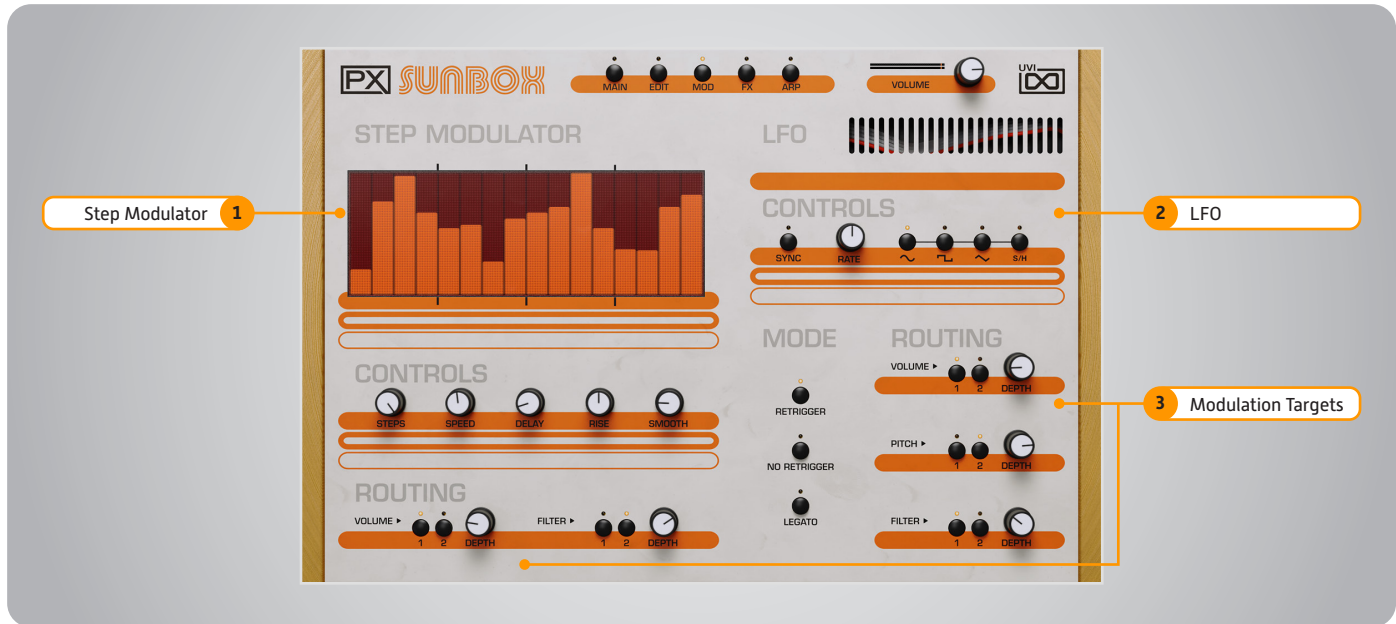 PX SUNBOX
MAIN EDIT MOD FX ARP
VOLUME
UVI
STEP MODULATOR
LFO
Step Modulator 1
2 LFO
CONTROLS
SYNC RATE S/H
MODE
ROUTING
VOLUME
1 2 DEPTH
CONTROLS
STEPS SPEED DELAY RISE SMOOTH
RETRIGGER
3 Modulation Targets
PITCH
1 2 DEPTH
NO RETRIGGER
ROUTING
VOLUME
1 2 DEPTH
FILTER
1 2 DEPTH
LEGATO
FILTER
1 2 DEPTH